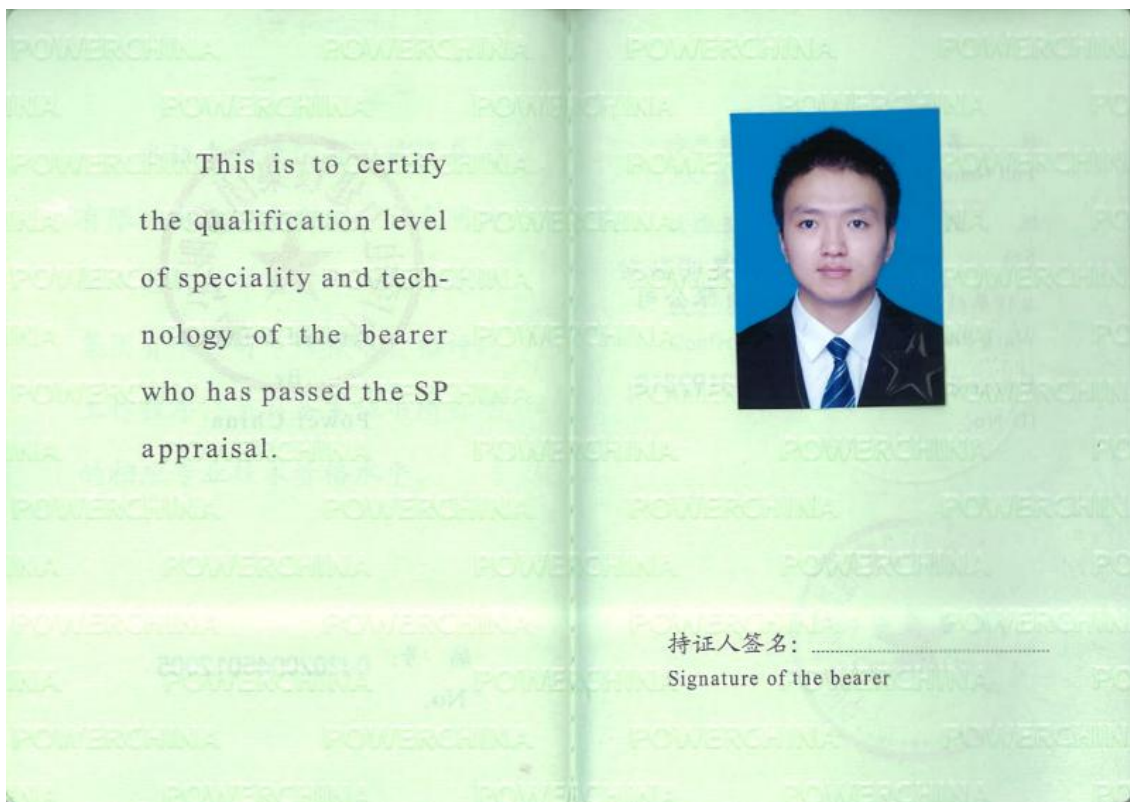 This is to certify
the qualification level
of speciality and tech-
nology of the bearer
who has passed the SP
appraisal.
持证人签名：
Signature of the bearer
POWERCHINA